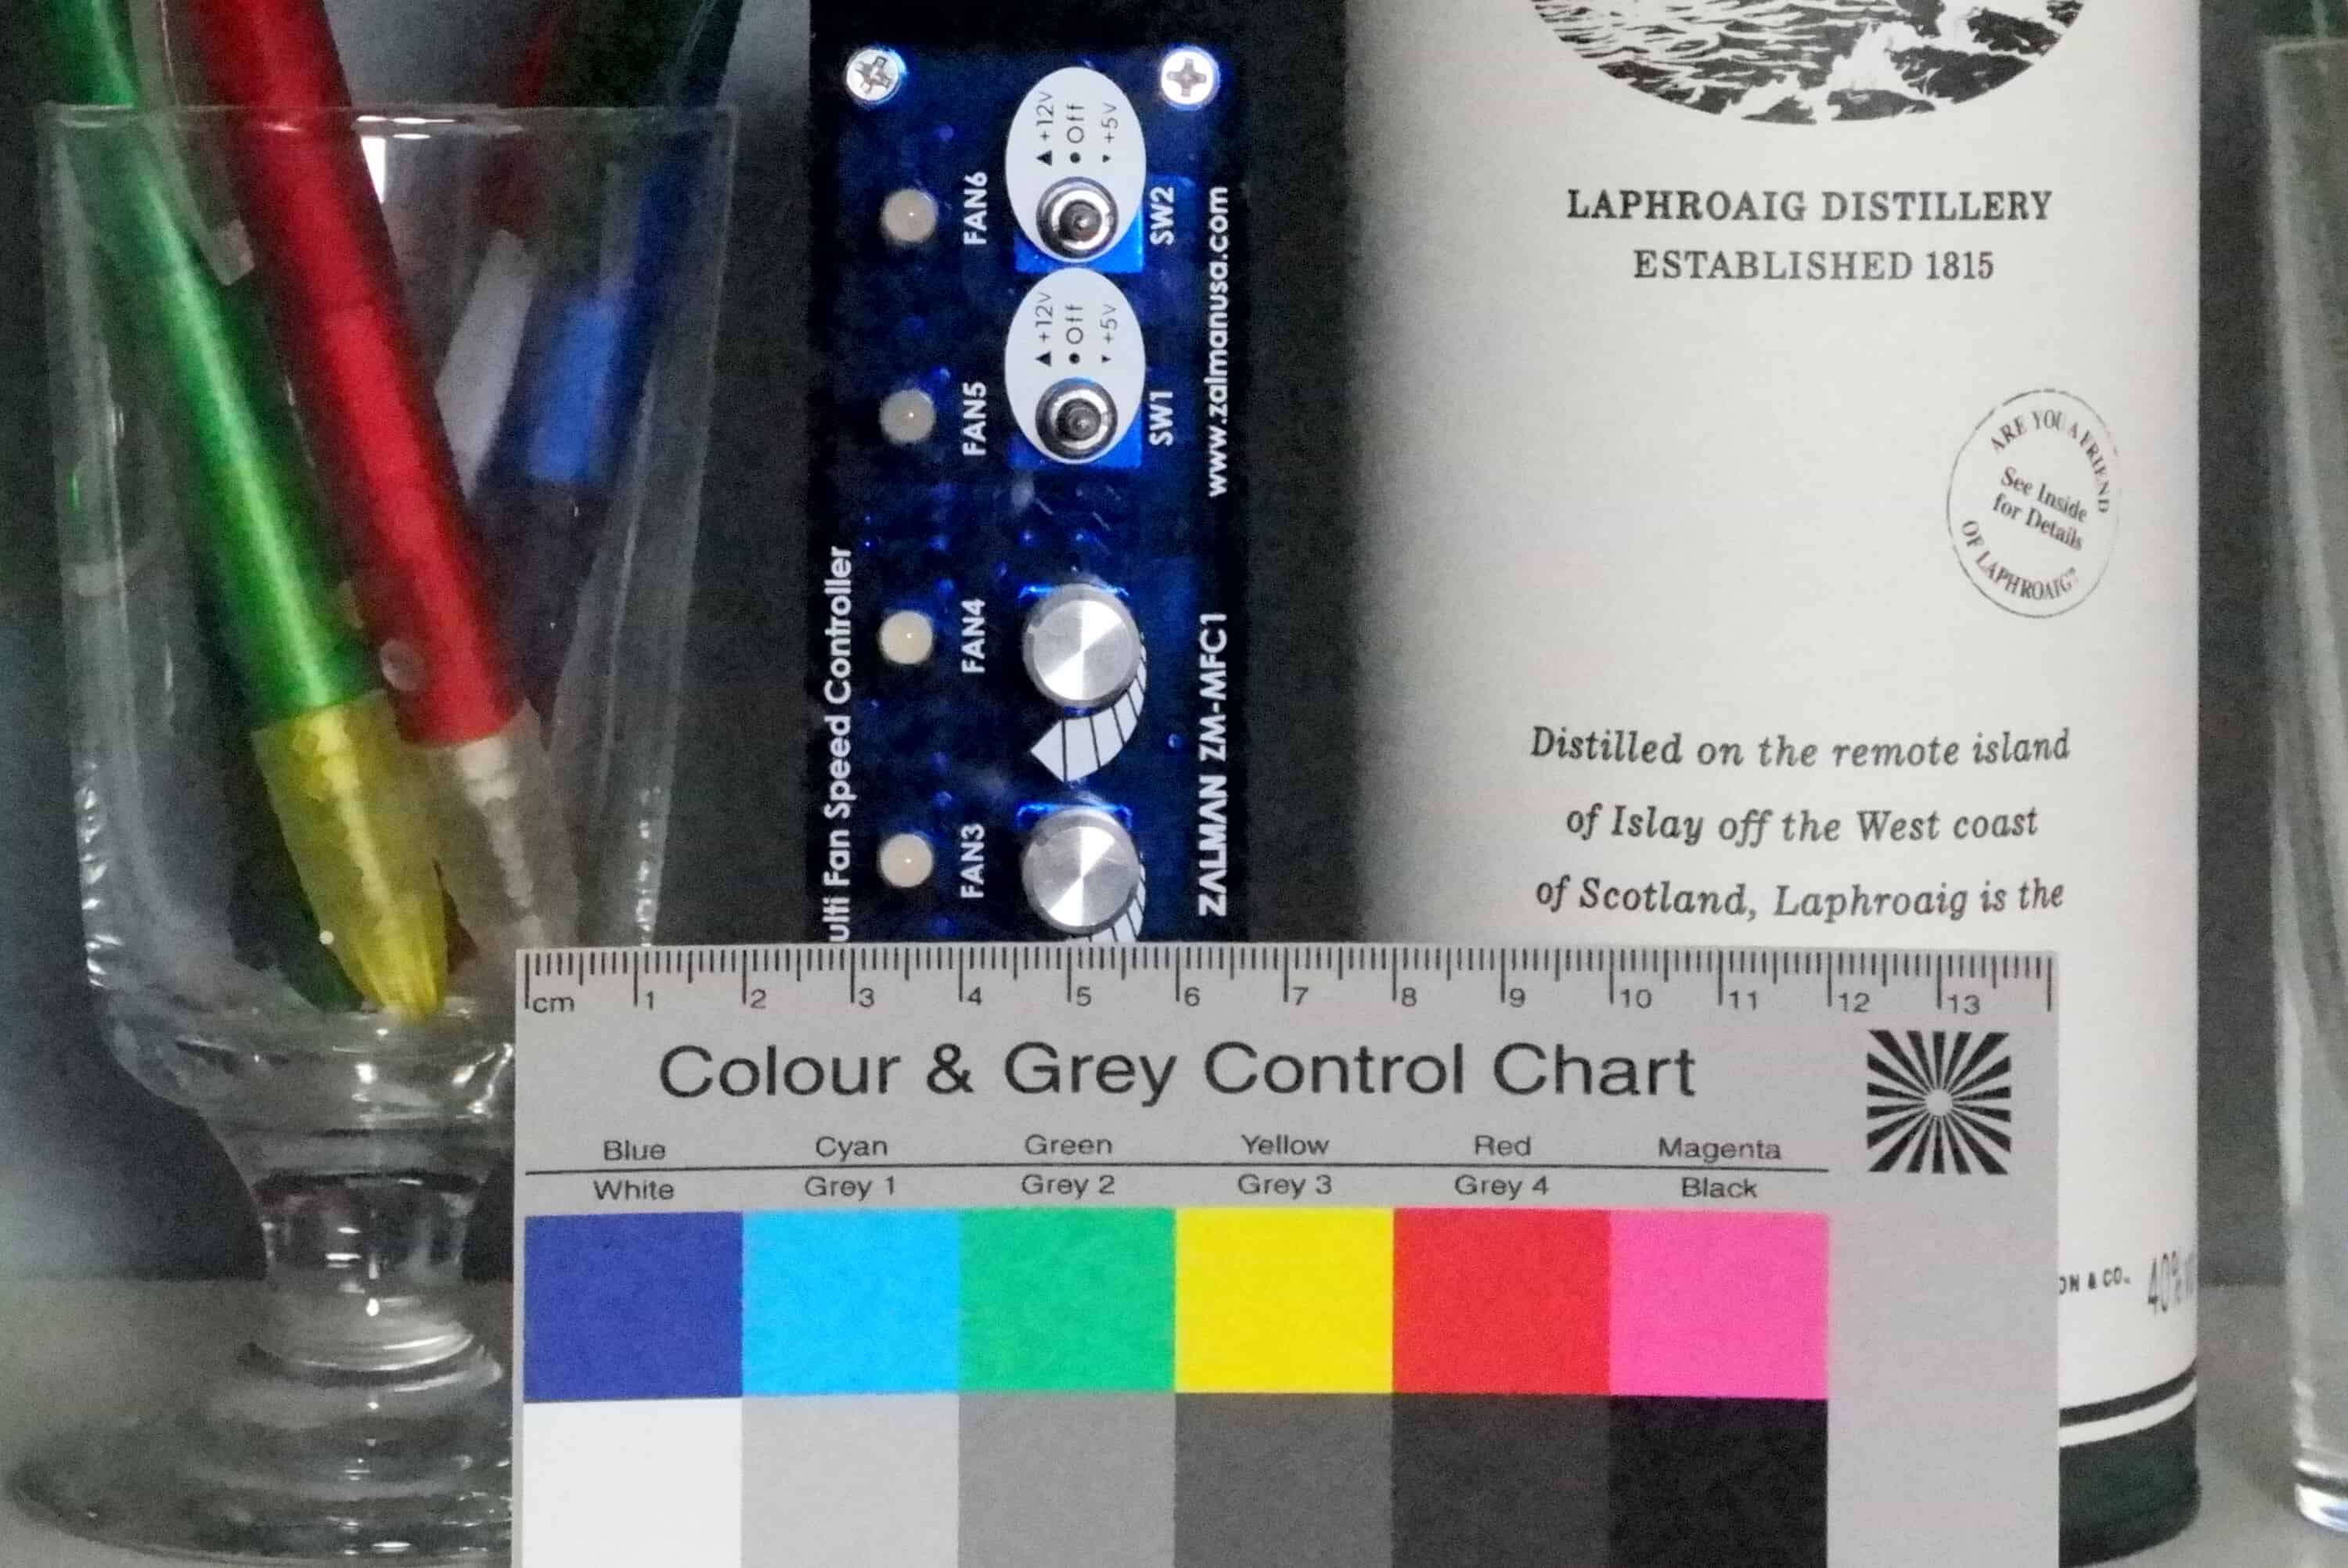 ▲+12V
●Off
▼+5V
FAN6
SW2
▲+12V
●Off
▼+5V
FAN5
SW1
www.zalmanusa.com
FAN4
FAN3
ulti Fan Speed Controller
ZALMAN ZM-MFC1
LAPHROAIG DISTILLERY
ESTABLISHED 1815
ARE YOU A FRIEND
See Inside
for Details
OF LAPHROAIG?
Distilled on the remote island
of Islay off the West coast
of Scotland, Laphroaig is the
ON & CO.
40%
cm 1 2 3 4 5 6 7 8 9 10 11 12 13
Colour & Grey Control Chart
Blue Cyan Green Yellow Red Magenta
White Grey 1 Grey 2 Grey 3 Grey 4 Black